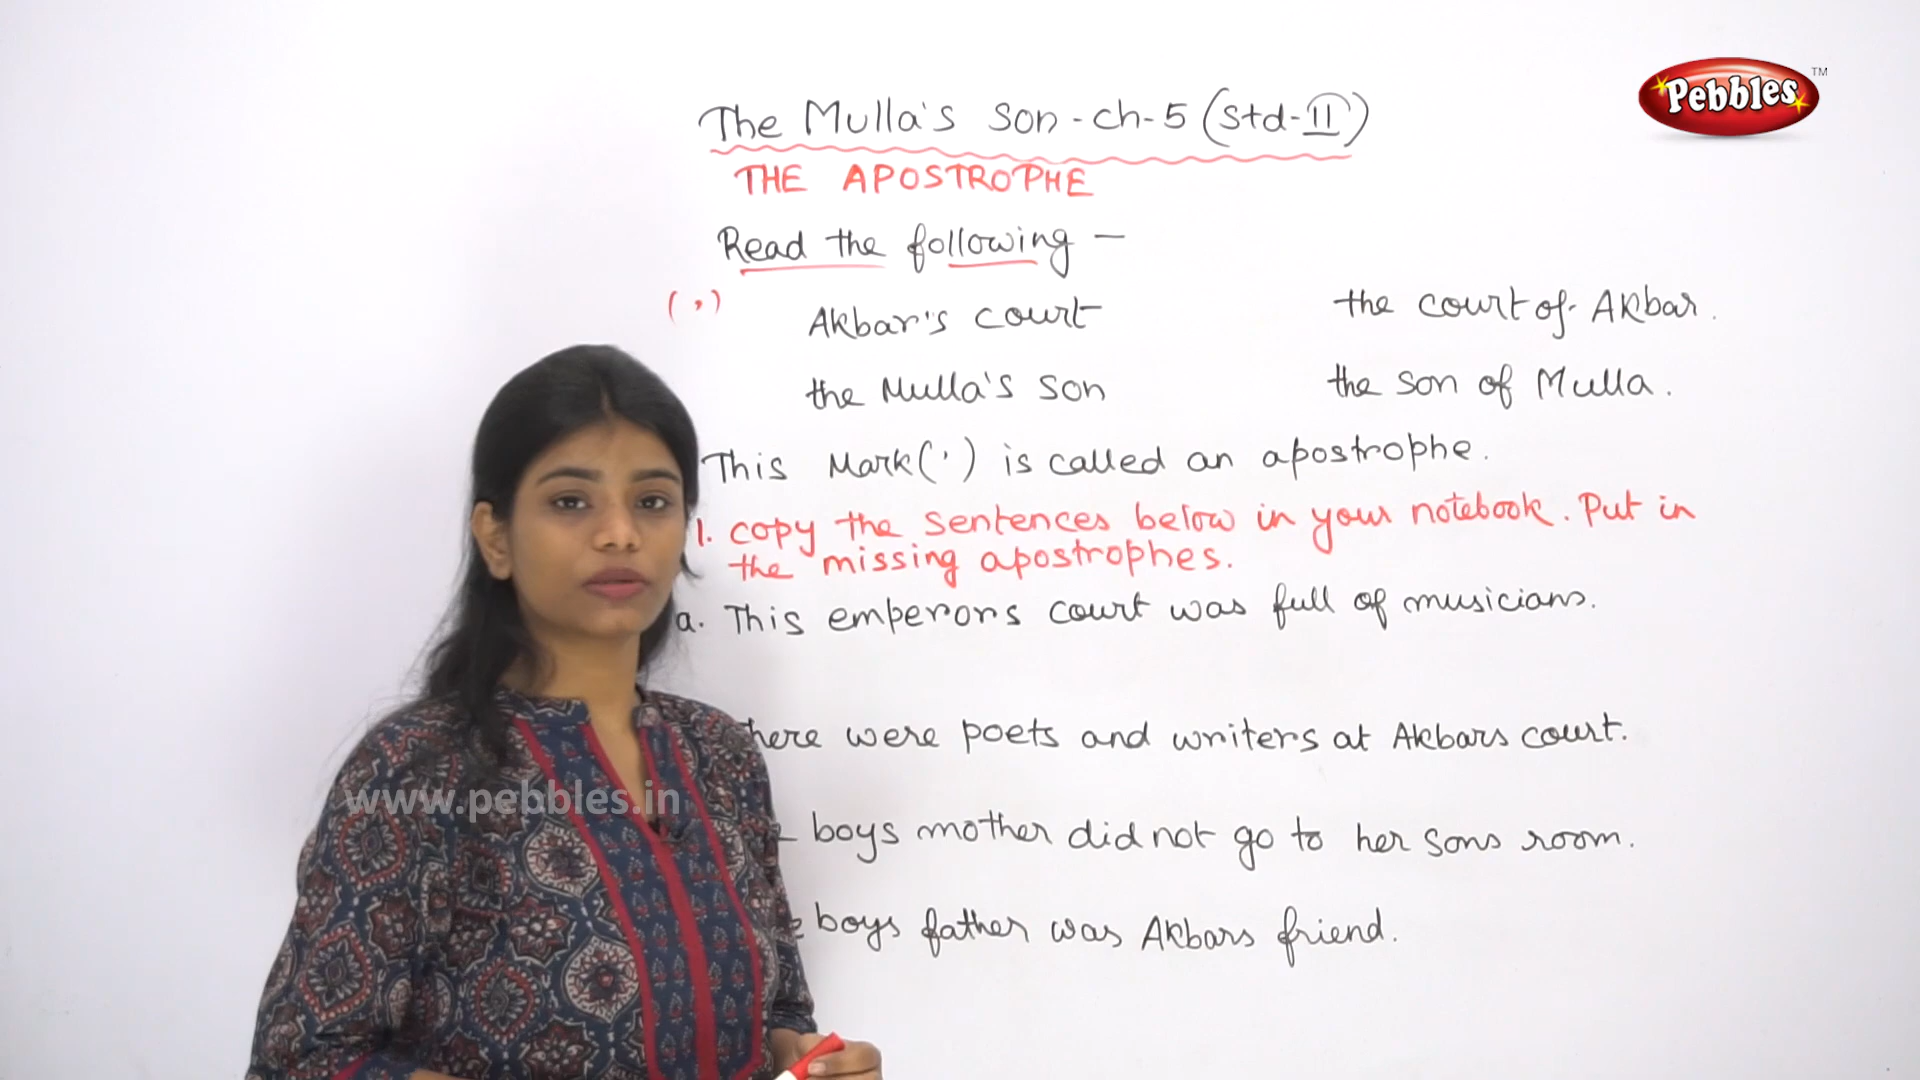 Pebbles TM
The Mulla's Son - ch - 5 (Std - II)
THE APOSTROPHE
Read the following —
(')
Akbar's court the court of Akbar.
the Mulla's son the son of Mulla.
This Mark (') is called an apostrophe.
1. copy the sentences below in your notebook. Put in
the missing apostrophes.
a. This emperors court was full of musicians.
here were poets and writers at Akbars court.
boys mother did not go to her sons room.
boys father was Akbars friend.
www.pebbles.in